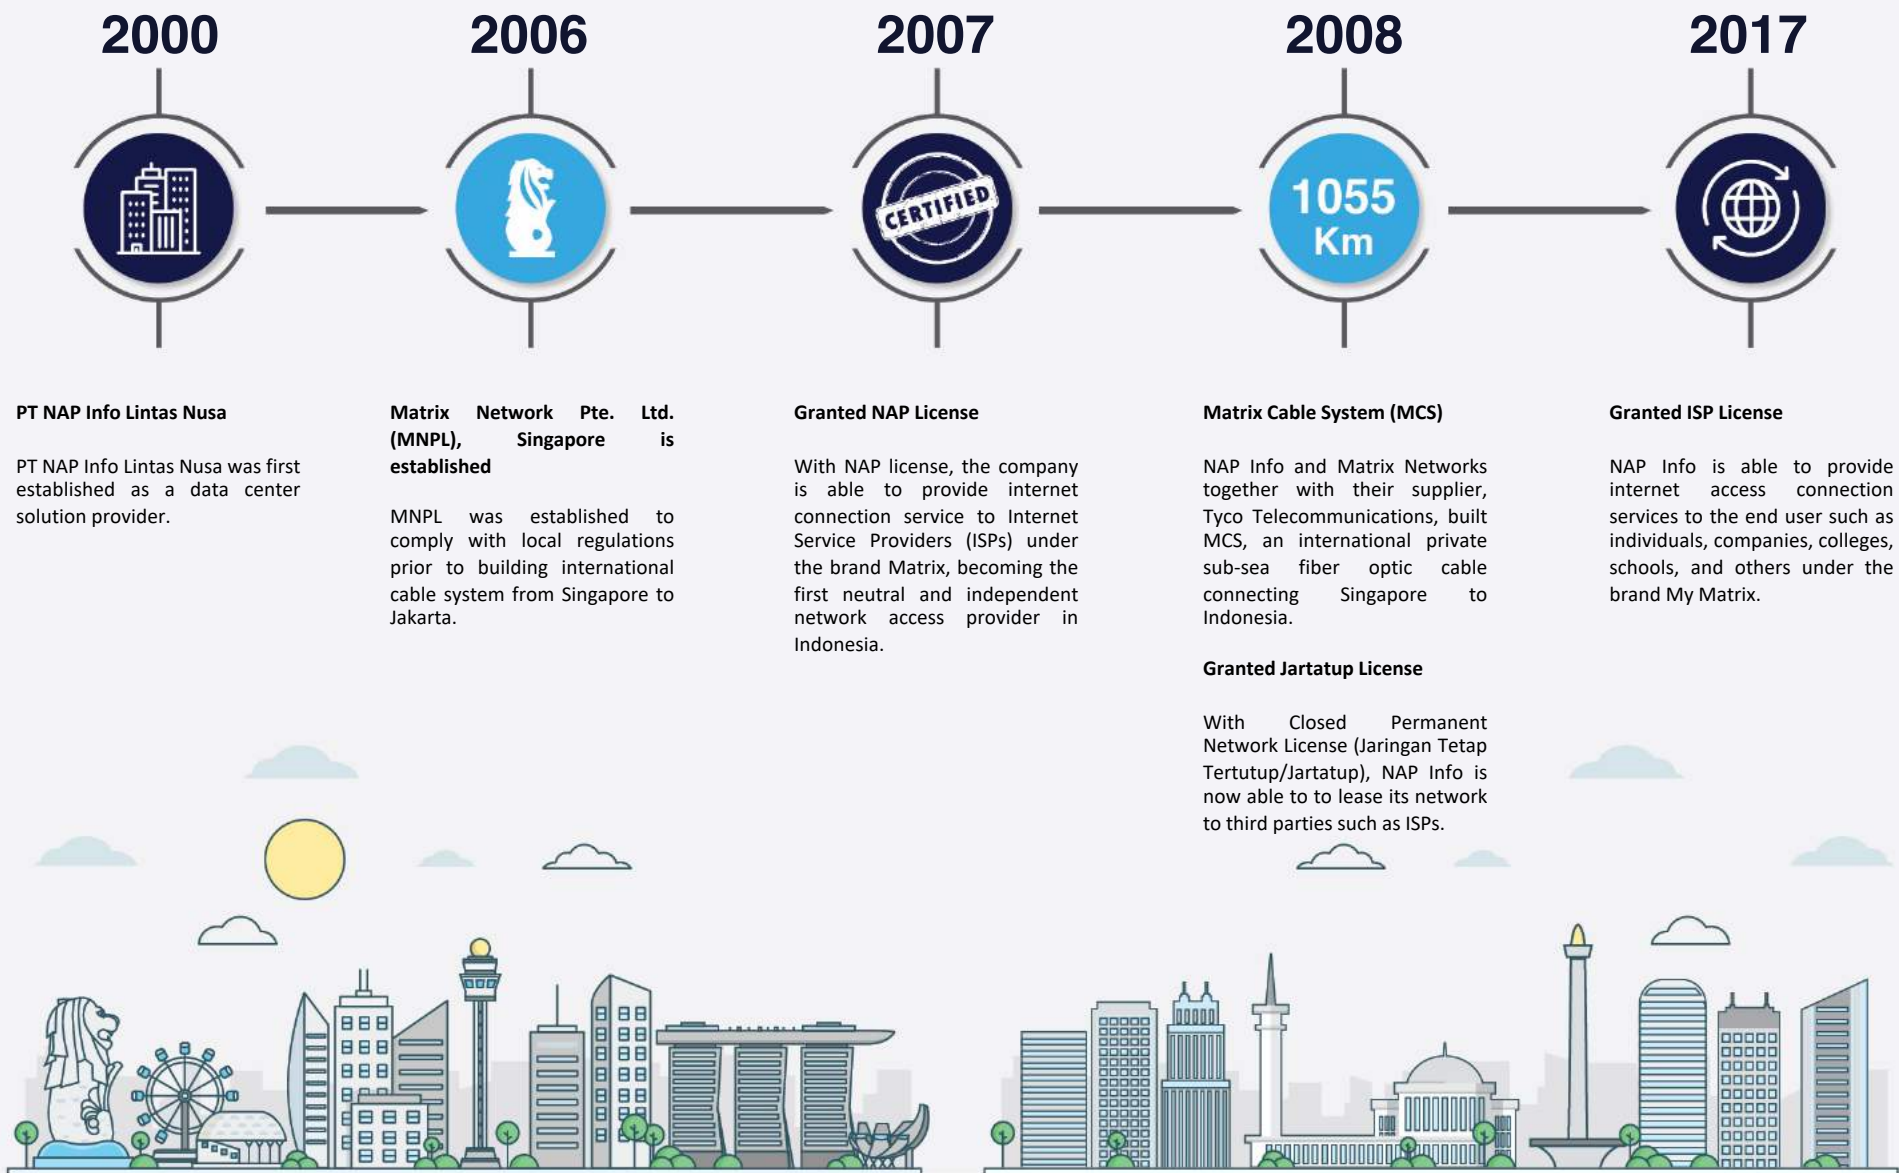 2000
2006
2007
2008
2017
CERTIFIED
1055
Km
PT NAP Info Lintas Nusa
PT NAP Info Lintas Nusa was first
established as a data center
solution provider.
Matrix Network Pte. Ltd.
(MNPL), Singapore is
established
MNPL was established to
comply with local regulations
prior to building international
cable system from Singapore to
Jakarta.
Granted NAP License
With NAP license, the company
is able to provide internet
connection service to Internet
Service Providers (ISPs) under
the brand Matrix, becoming the
first neutral and independent
network access provider in
Indonesia.
Matrix Cable System (MCS)
NAP Info and Matrix Networks
together with their supplier,
Tyco Telecommunications, built
MCS, an international private
sub-sea fiber optic cable
connecting Singapore to
Indonesia.
Granted Jartatup License
With Closed Permanent
Network License (Jaringan Tetap
Tertutup/Jartatup), NAP Info is
now able to to lease its network
to third parties such as ISPs.
Granted ISP License
NAP Info is able to provide
internet access connection
services to the end user such as
individuals, companies, colleges,
schools, and others under the
brand My Matrix.